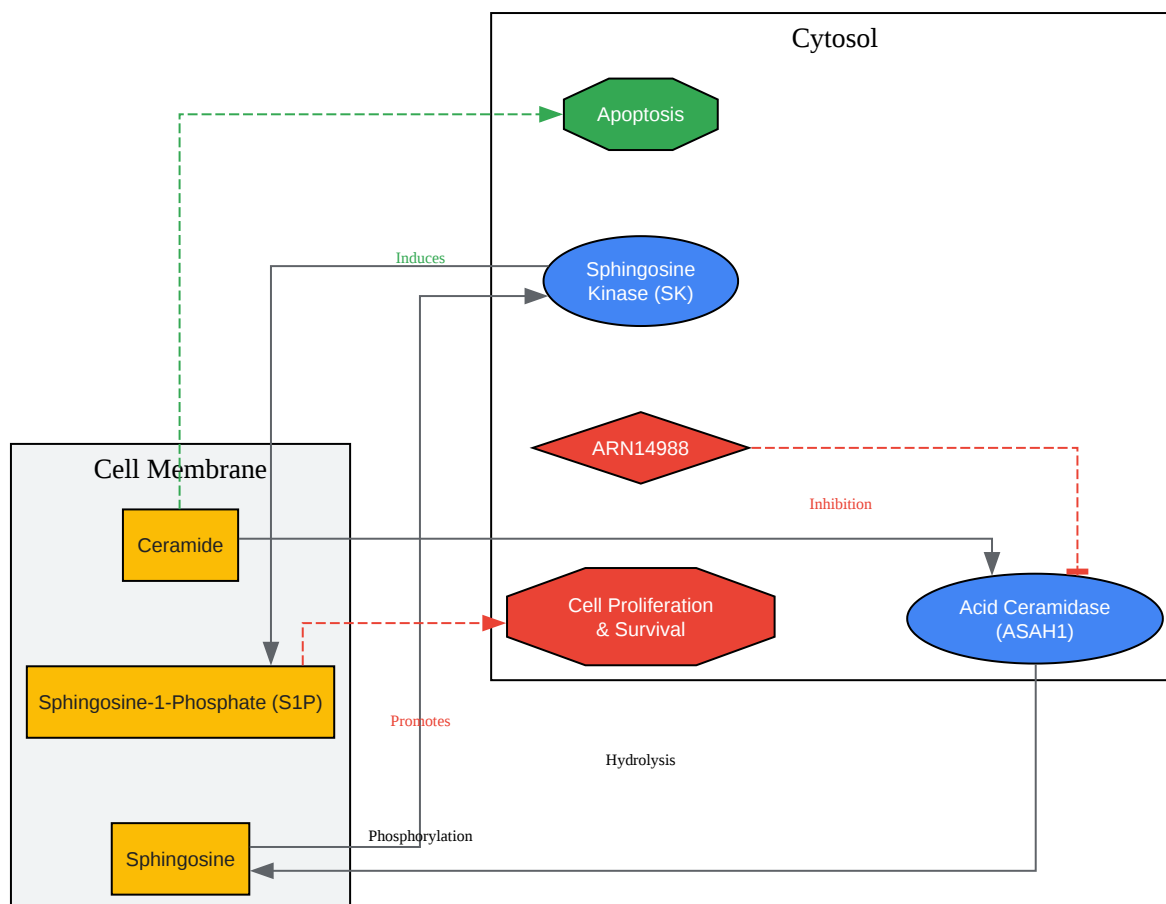 Cytosol
Apoptosis
Induces
Sphingosine
Kinase (SK)
ARN14988
Cell Membrane
Inhibition
Ceramide
Cell Proliferation
& Survival
Acid Ceramidase
(ASAH1)
Sphingosine-1-Phosphate (S1P)
Promotes
Hydrolysis
Phosphorylation
Sphingosine